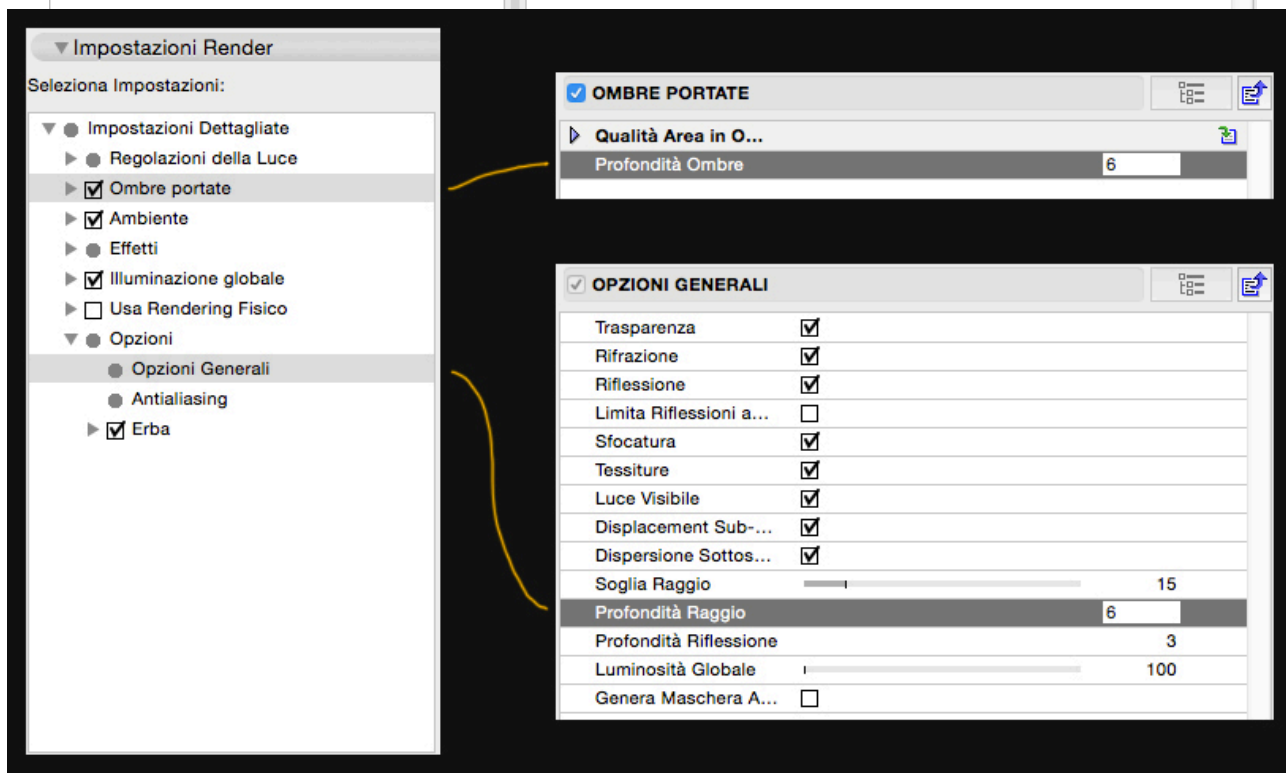 Impostazioni Render
Seleziona Impostazioni:
Impostazioni Dettagliate
Regolazioni della Luce
Ombre portate
Ambiente
Effetti
Illuminazione globale
Usa Rendering Fisico
Opzioni
Opzioni Generali
Antialiasing
Erba
OMBRE PORTATE
Qualità Area in O...
Profondità Ombre 6
OPZIONI GENERALI
Trasparenza
Rifrazione
Riflessione
Limita Riflessioni a...
Sfocatura
Tessiture
Luce Visibile
Displacement Sub-...
Dispersione Sottos...
Soglia Raggio 15
Profondità Raggio 6
Profondità Riflessione 3
Luminosità Globale 100
Genera Maschera A...